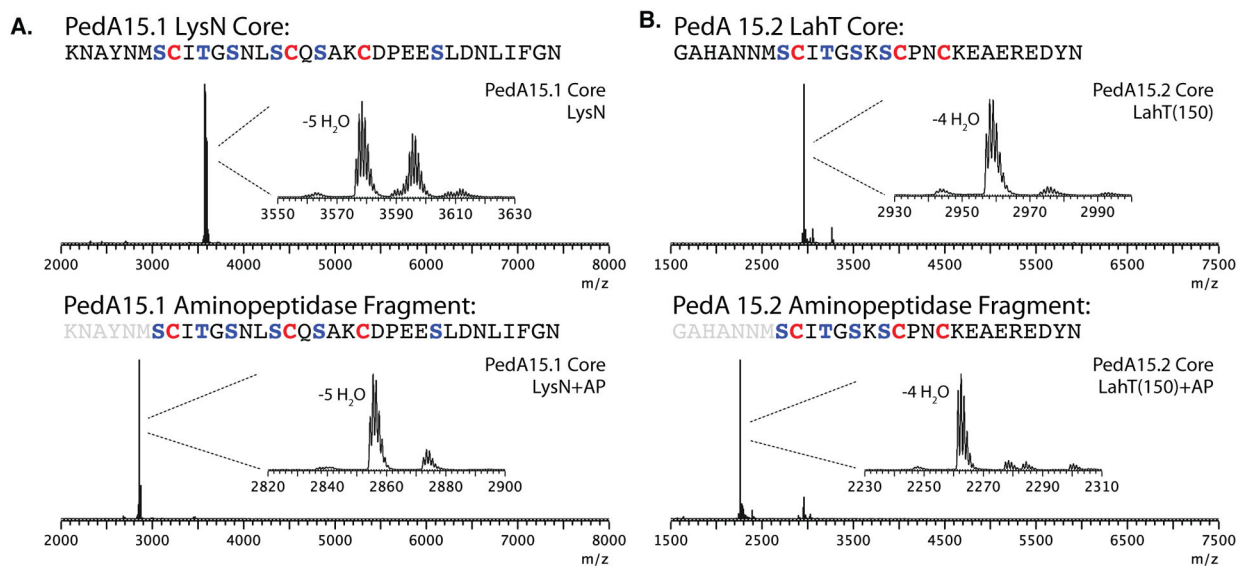 A.
PedA15.1 LysN Core:
KNAYNMSCITGSNLSCQSAKCDPEESLDNLIFGN
PedA15.1 Core
LysN
-5 H2O
3550 3570 3590 3610 3630
2000 3000 4000 5000 6000 7000 8000
m/z
PedA15.1 Aminopeptidase Fragment:
KNAYNMSCITGSNLSCQSAKCDPEESLDNLIFGN
PedA15.1 Core
LysN+AP
-5 H2O
2820 2840 2860 2880 2900
2000 3000 4000 5000 6000 7000 8000
m/z
B.
PedA 15.2 LahT Core:
GAHANNMSCITGSKSCPNCKEAEREDYN
PedA15.2 Core
LahT(150)
-4 H2O
2930 2950 2970 2990
1500 2500 3500 4500 5500 6500 7500
m/z
PedA 15.2 Aminopeptidase Fragment:
GAHANNMSCITGSKSCPNCKEAEREDYN
PedA15.2 Core
LahT(150)+AP
-4 H2O
2230 2250 2270 2290 2310
1500 2500 3500 4500 5500 6500 7500
m/z